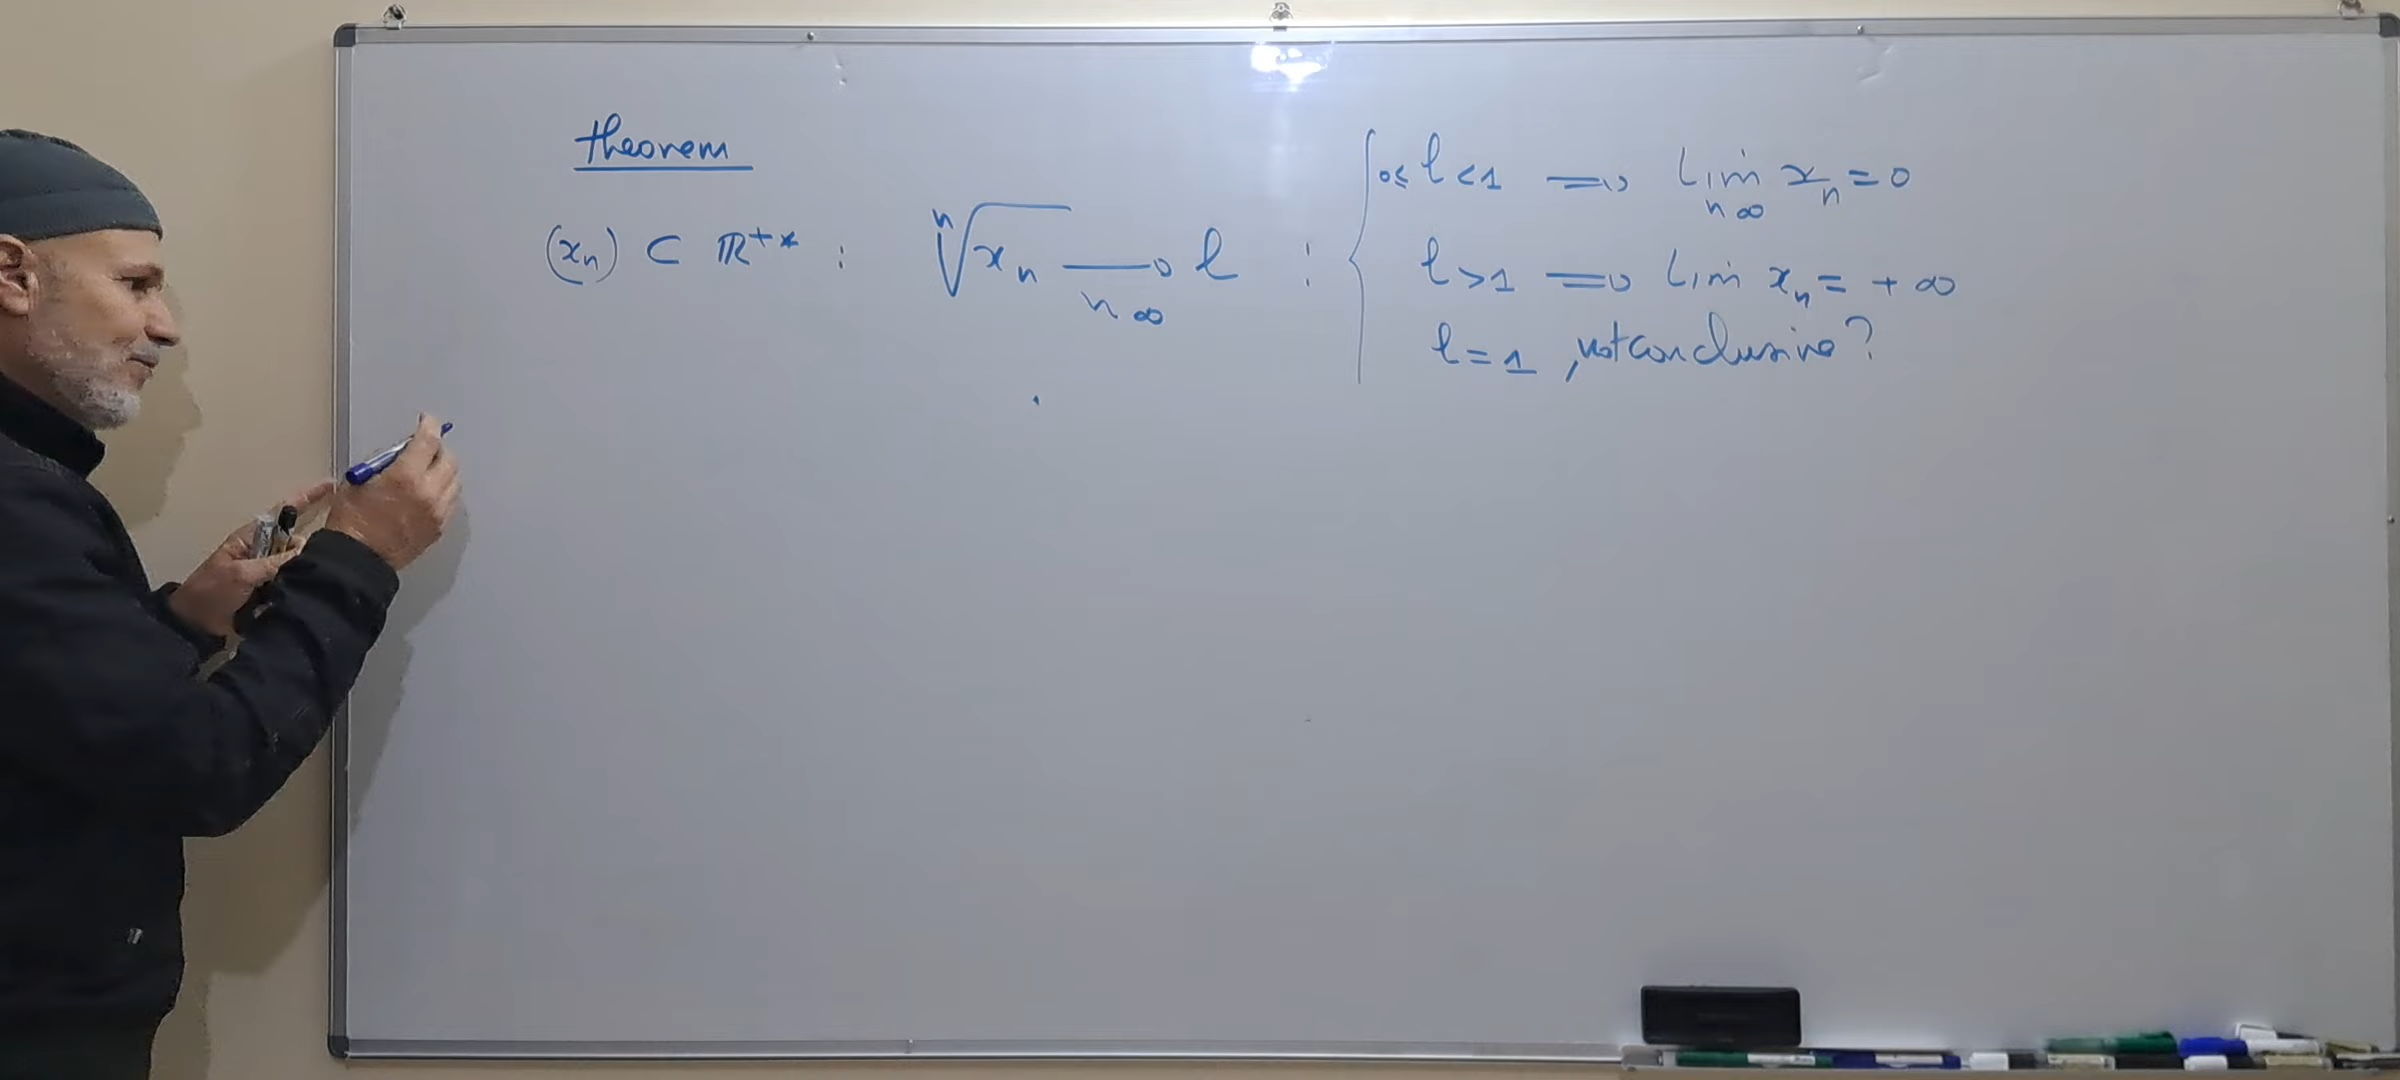 theorem
(xₙ) ⊂ ℝ⁺* : ⁿ√xₙ ⟶ ℓ : { 0≤ ℓ <1 ⟹ Lim xₙ = 0
n∞ n∞
ℓ >1 ⟹ Lim xₙ = +∞
ℓ = 1 , not conclusive ?